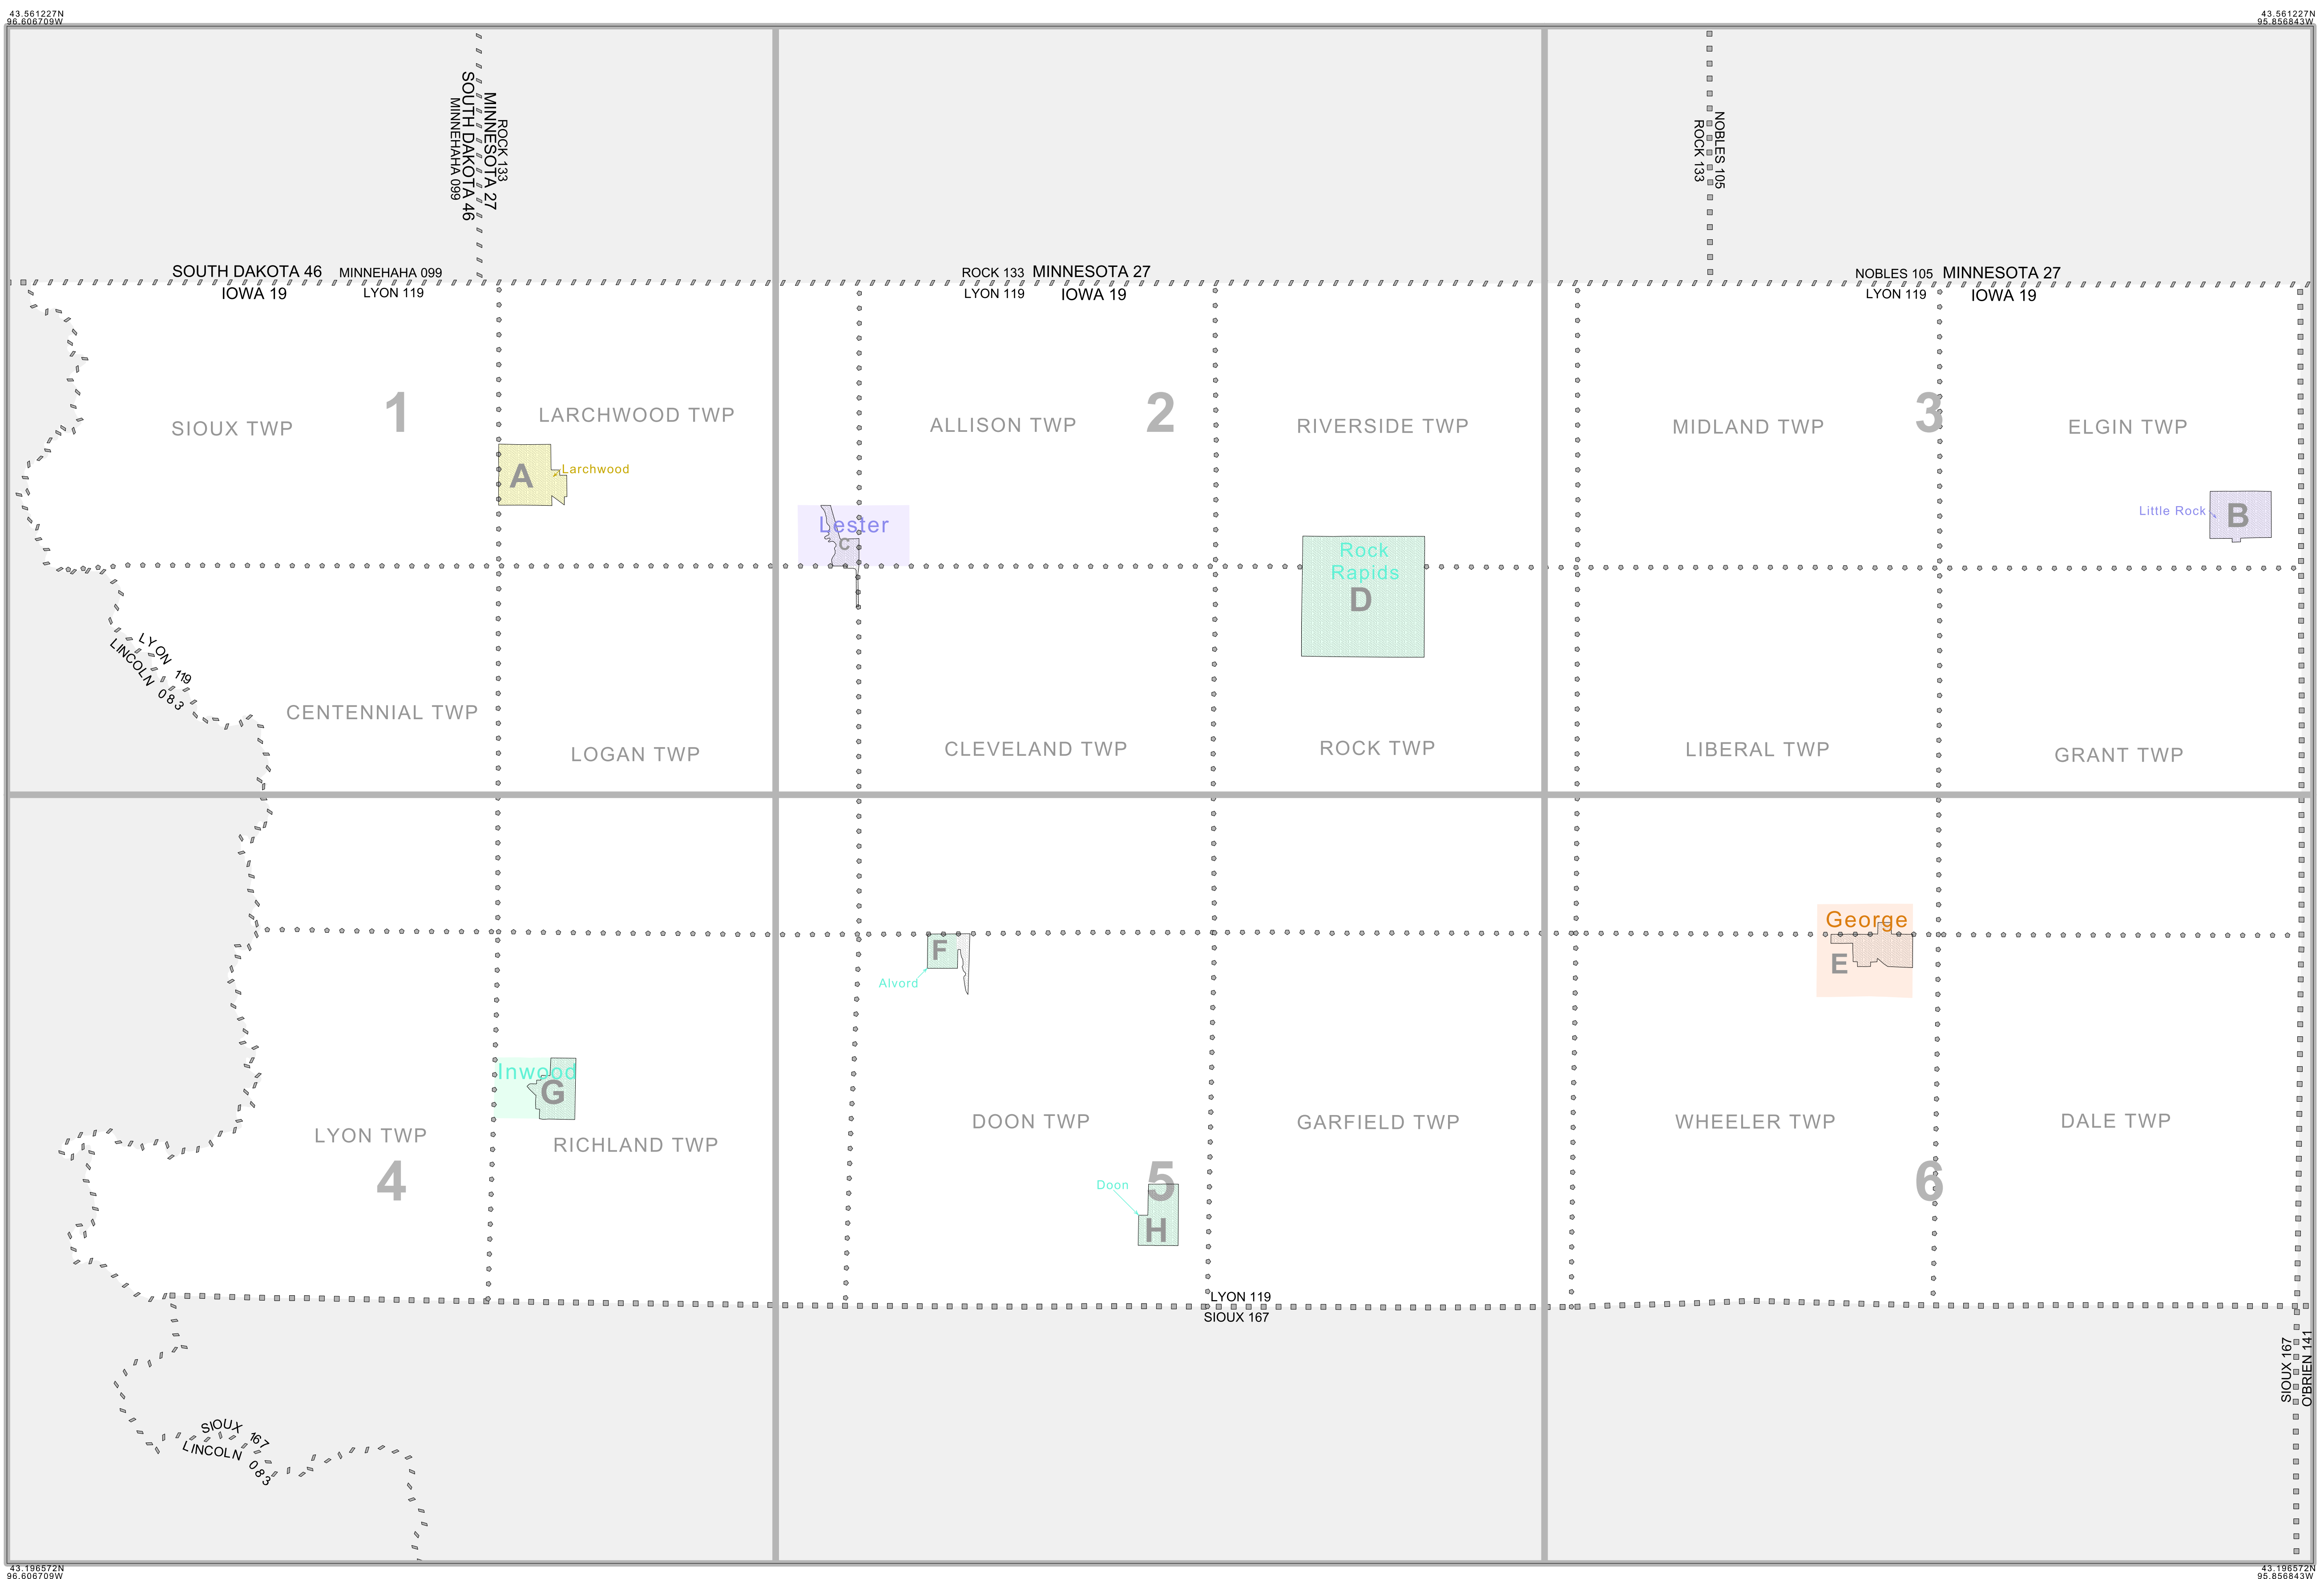 43.561227N
96.606709W
43.561227N
95.856843W
MINNEHAHA 099
SOUTH DAKOTA 46
MINNESOTA 27
ROCK 133
ROCK 133
NOBLES 105
SOUTH DAKOTA 46 MINNEHAHA 099
IOWA 19 LYON 119
ROCK 133 MINNESOTA 27
LYON 119 IOWA 19
NOBLES 105 MINNESOTA 27
LYON 119 IOWA 19
1
2
3
SIOUX TWP
LARCHWOOD TWP
ALLISON TWP
RIVERSIDE TWP
MIDLAND TWP
ELGIN TWP
A
Larchwood
Lester
C
Rock
Rapids
D
Little Rock
B
LYON 119
LINCOLN 083
CENTENNIAL TWP
LOGAN TWP
CLEVELAND TWP
ROCK TWP
LIBERAL TWP
GRANT TWP
F
Alvord
George
E
Inwood
G
LYON TWP
RICHLAND TWP
DOON TWP
GARFIELD TWP
WHEELER TWP
DALE TWP
4
5
6
Doon
H
LYON 119
SIOUX 167
SIOUX 167
O'BRIEN 141
SIOUX 167
LINCOLN 083
43.196572N
96.606709W
43.196572N
95.856843W